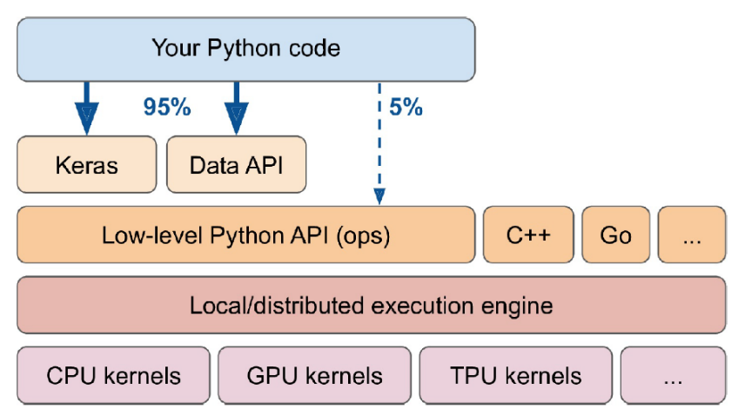 Your Python code
95%
5%
Keras
Data API
Low-level Python API (ops)
C++
Go
...
Local/distributed execution engine
CPU kernels
GPU kernels
TPU kernels
...